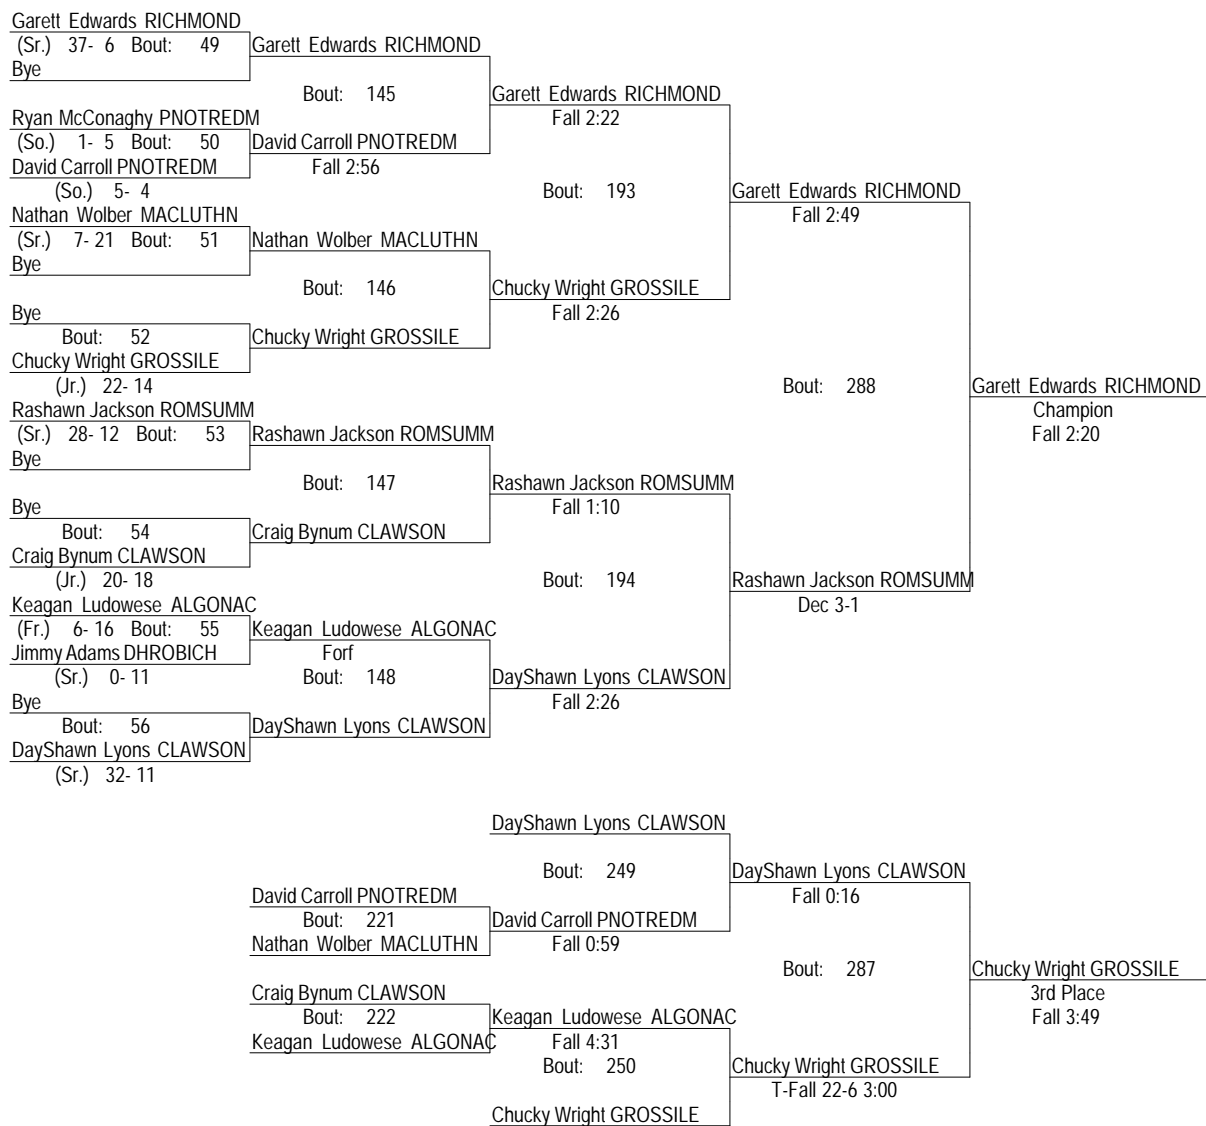 Garett Edwards RICHMOND
(Sr.) 37- 6 Bout: 49 Garett Edwards RICHMOND
Bye
Bout: 145 Garett Edwards RICHMOND
Ryan McConaghy PNOTREDM Fall 2:22
(So.) 1- 5 Bout: 50 David Carroll PNOTREDM
David Carroll PNOTREDM Fall 2:56
(So.) 5- 4 Bout: 193 Garett Edwards RICHMOND
Nathan Wolber MACLUTHN Fall 2:49
(Sr.) 7- 21 Bout: 51 Nathan Wolber MACLUTHN
Bye
Bout: 146 Chucky Wright GROSSILE
Bye Fall 2:26
Bout: 52 Chucky Wright GROSSILE
Chucky Wright GROSSILE
(Jr.) 22- 14 Bout: 288 Garett Edwards RICHMOND
Rashawn Jackson ROMSUMM Champion
(Sr.) 28- 12 Bout: 53 Rashawn Jackson ROMSUMM Fall 2:20
Bye
Bout: 147 Rashawn Jackson ROMSUMM
Bye Fall 1:10
Bout: 54 Craig Bynum CLAWSON
Craig Bynum CLAWSON
(Jr.) 20- 18 Bout: 194 Rashawn Jackson ROMSUMM
Keagan Ludowese ALGONAC Dec 3-1
(Fr.) 6- 16 Bout: 55 Keagan Ludowese ALGONAC
Jimmy Adams DHROBICH Forf
(Sr.) 0- 11 Bout: 148 DayShawn Lyons CLAWSON
Bye Fall 2:26
Bout: 56 DayShawn Lyons CLAWSON
DayShawn Lyons CLAWSON
(Sr.) 32- 11
DayShawn Lyons CLAWSON
Bout: 249 DayShawn Lyons CLAWSON
David Carroll PNOTREDM Fall 0:16
Bout: 221 David Carroll PNOTREDM
Nathan Wolber MACLUTHN Fall 0:59
Bout: 287 Chucky Wright GROSSILE
Craig Bynum CLAWSON 3rd Place
Bout: 222 Keagan Ludowese ALGONAC Fall 3:49
Keagan Ludowese ALGONAC Fall 4:31
Bout: 250 Chucky Wright GROSSILE
T-Fall 22-6 3:00
Chucky Wright GROSSILE